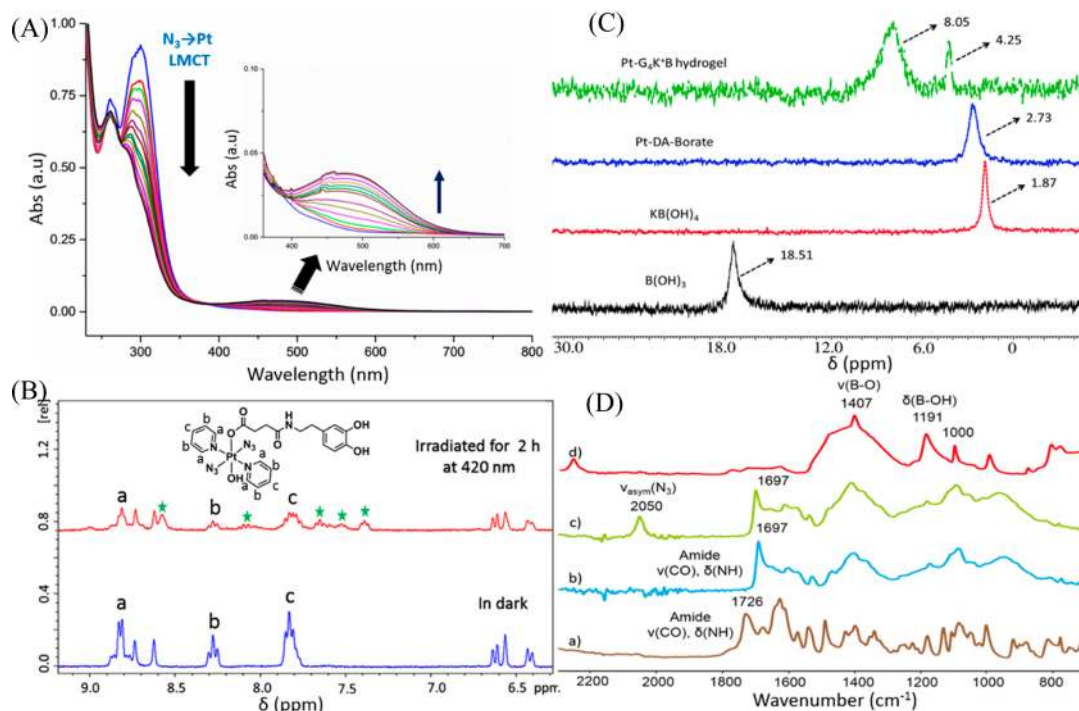 (A)
1.00
0.75
0.50
0.25
0.00
Abs (a.u)
N₃→Pt
LMCT
0.10
0.05
0.00
Abs (a.u)
400
500
600
700
Wavelength (nm)
300
400
500
600
700
800
Wavelength (nm)
(C)
8.05
4.25
Pt-G₄K⁺B hydrogel
2.73
Pt-DA-Borate
1.87
KB(OH)₄
18.51
B(OH)₃
30.0
18.0
12.0
6.0
0
δ (ppm)
(B)
[rel]
1.2
0.8
0.4
0.0
c
b
a
b
a
N
N₃
N₃
Pt
O
O
O
H
N
OH
OH
OH
N
a
b
c
a
b
Irradiated for 2 h
at 420 nm
a
b
c
In dark
a
b
c
9.0
8.5
8.0
7.5
7.0
6.5
ppm.
δ (ppm)
(D)
ν(B-O)
1407
δ(B-OH)
1191
1000
d)
νasym(N₃)
2050
1697
c)
1697
Amide
ν(CO), δ(NH)
b)
Amide
ν(CO), δ(NH)
1726
a)
2200
2000
1800
1600
1400
1200
1000
800
Wavenumber (cm⁻¹)